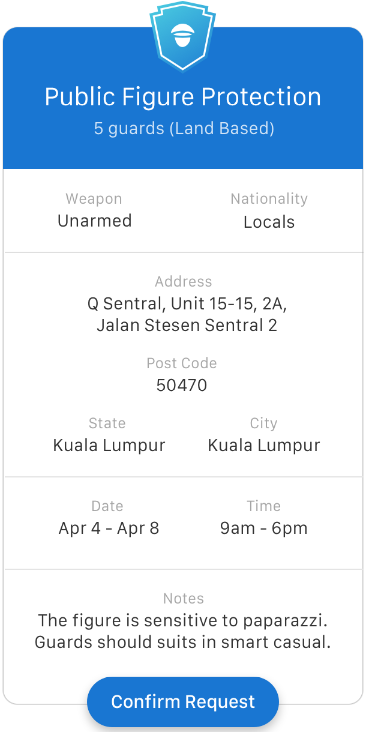 Public Figure Protection
5 guards (Land Based)
Weapon
Unarmed
Nationality
Locals
Address
Q Sentral, Unit 15-15, 2A,
Jalan Stesen Sentral 2
Post Code
50470
State
Kuala Lumpur
City
Kuala Lumpur
Date
Apr 4 - Apr 8
Time
9am - 6pm
Notes
The figure is sensitive to paparazzi.
Guards should suits in smart casual.
Confirm Request